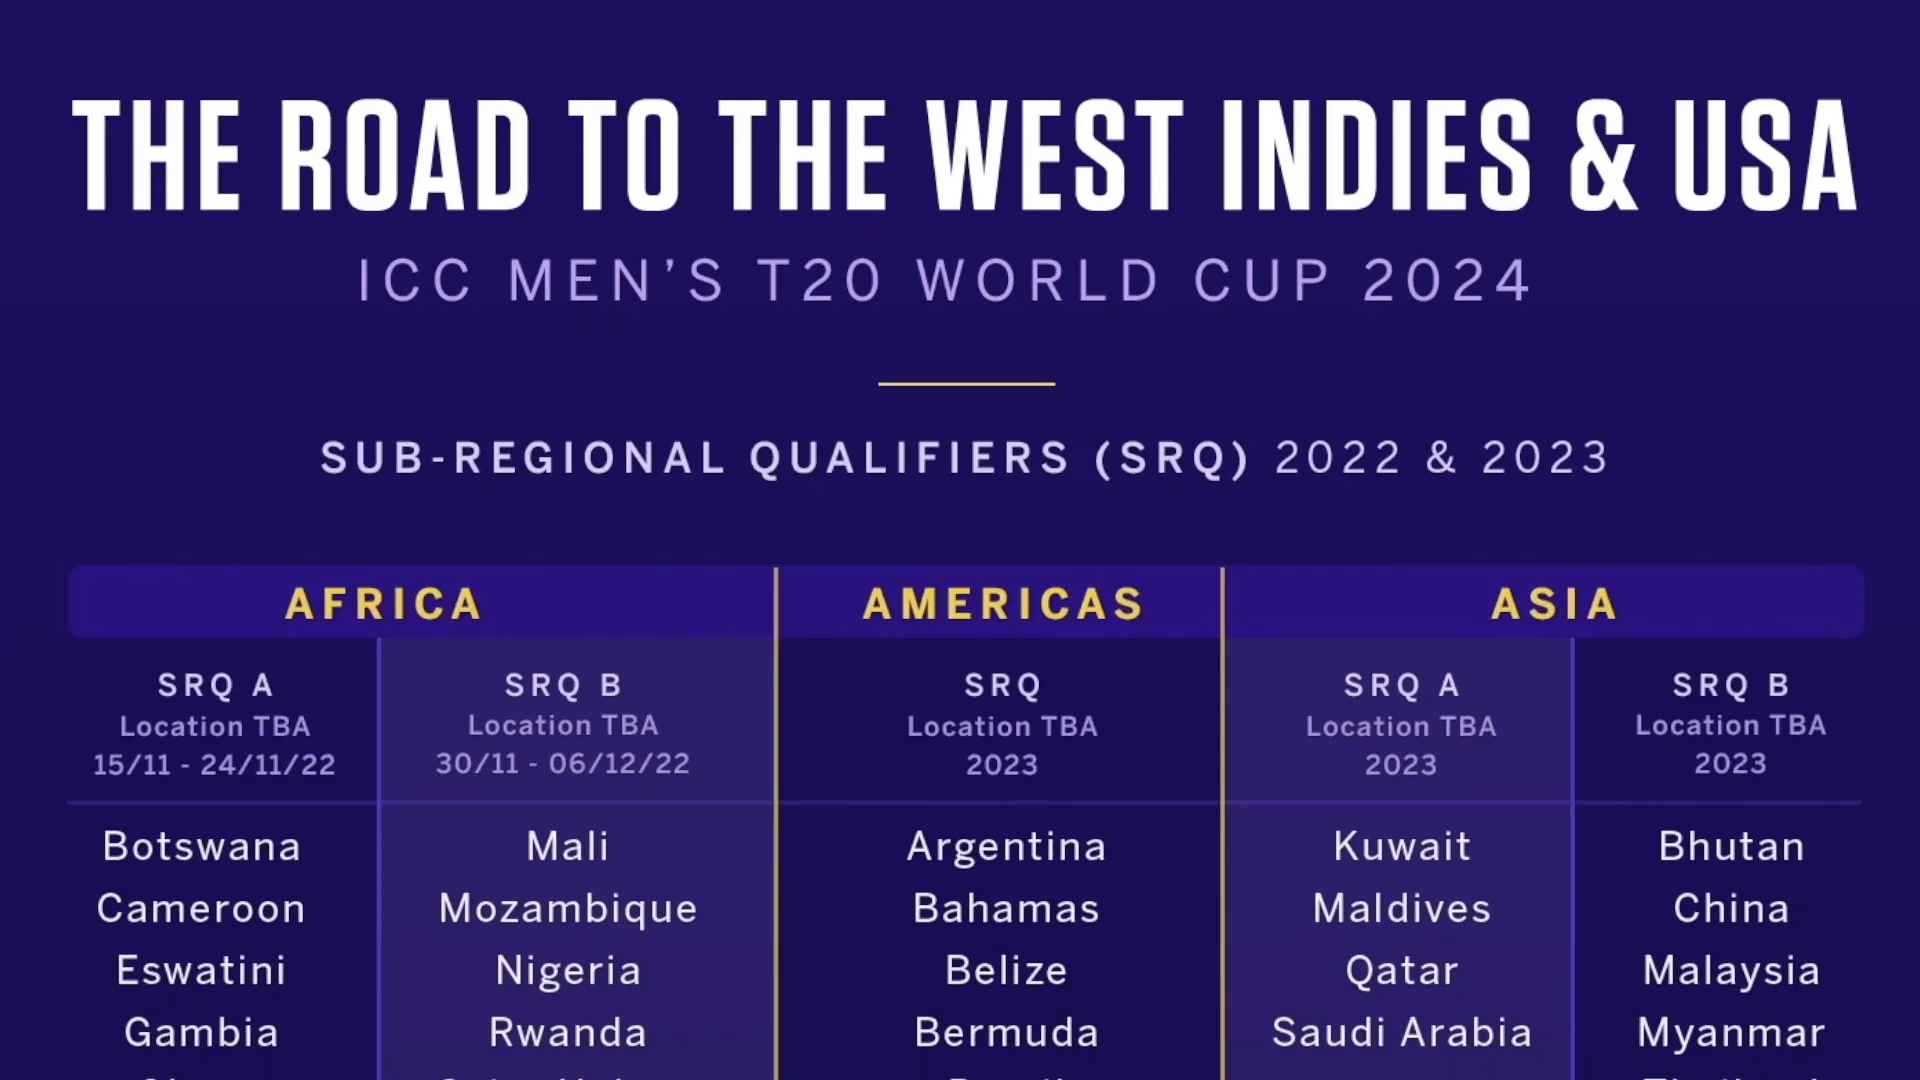 THE ROAD TO THE WEST INDIES & USA
ICC MEN’S T20 WORLD CUP 2024
SUB-REGIONAL QUALIFIERS (SRQ) 2022 & 2023
AFRICA AMERICAS ASIA
SRQ A SRQ B SRQ SRQ A SRQ B
Location TBA Location TBA Location TBA Location TBA Location TBA
15/11 - 24/11/22 30/11 - 06/12/22 2023 2023 2023
Botswana Mali Argentina Kuwait Bhutan
Cameroon Mozambique Bahamas Maldives China
Eswatini Nigeria Belize Qatar Malaysia
Gambia Rwanda Bermuda Saudi Arabia Myanmar